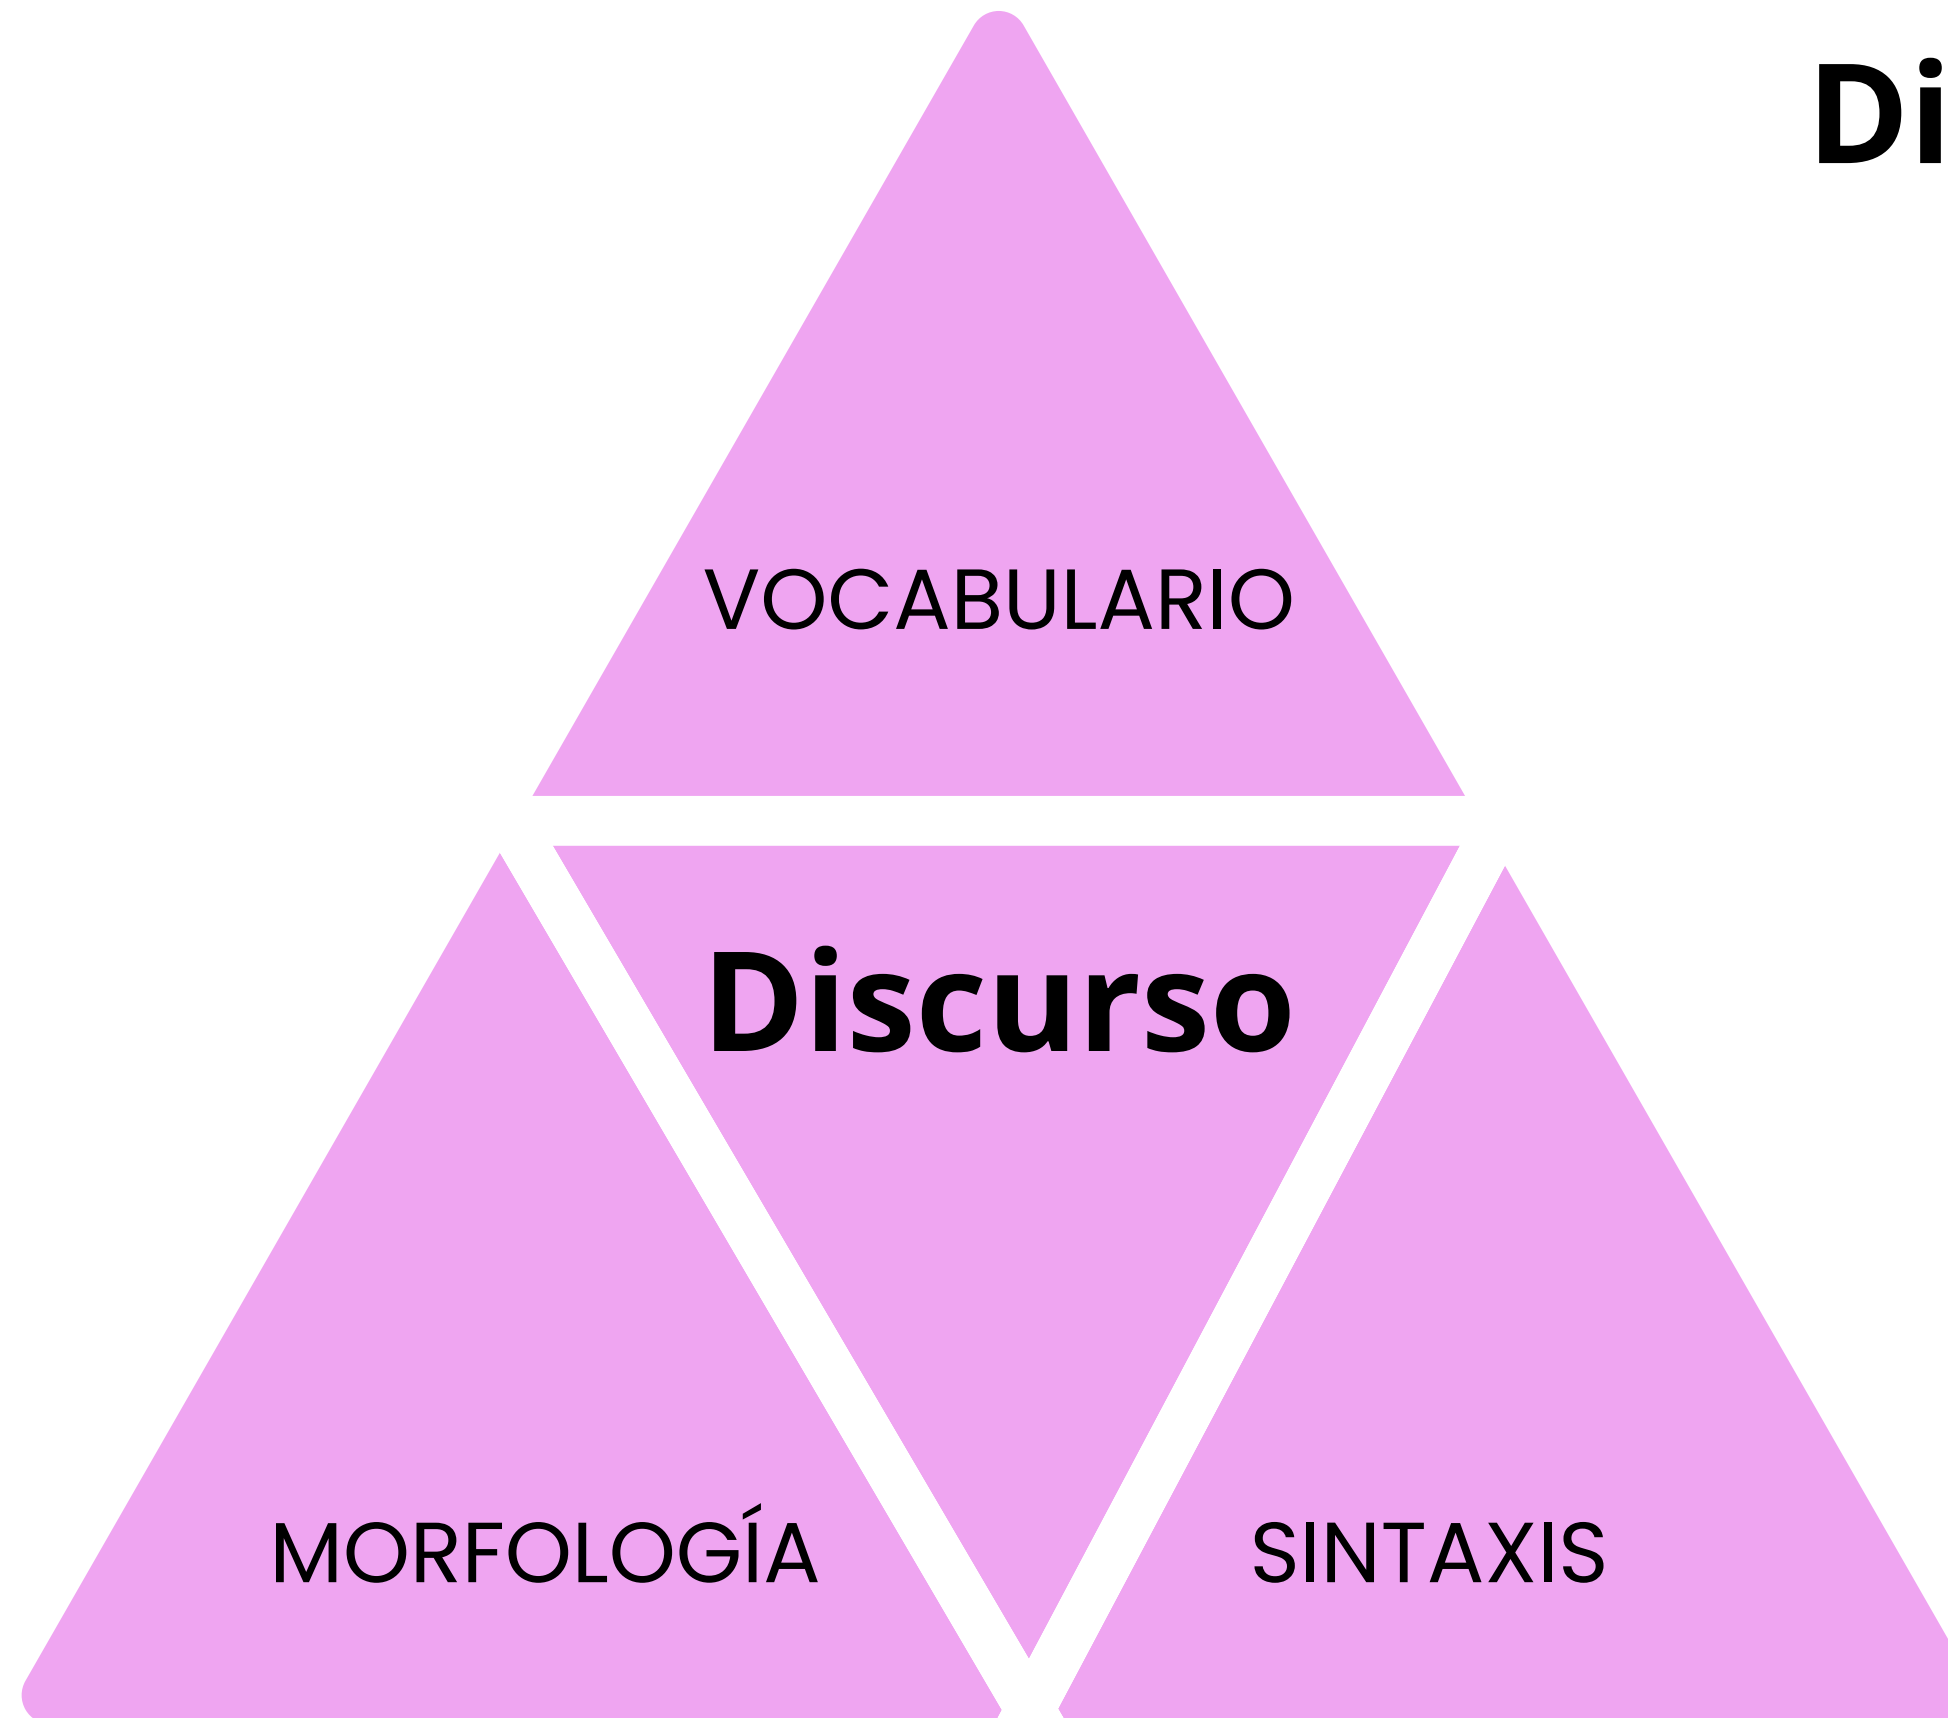 Di
VOCABULARIO
Discurso
MORFOLOGÍA
SINTAXIS